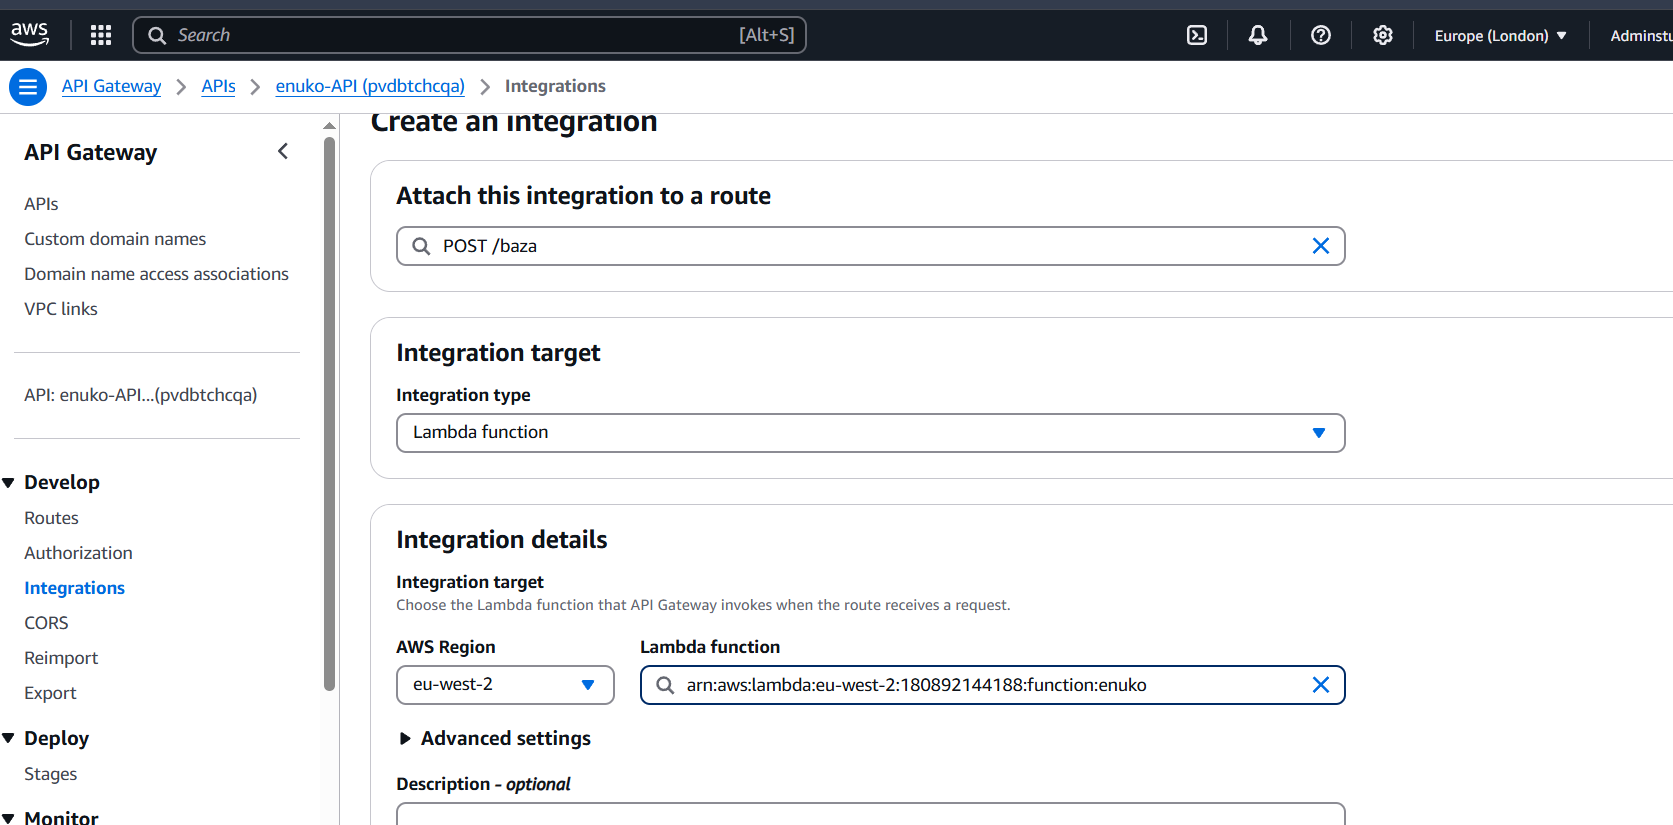 aws
Search [Alt+S] Europe (London) Adminstu
API Gateway APIs enuko-API (pvdbtchcqa) Integrations
Create an integration
API Gateway
APIs
Custom domain names
Domain name access associations
VPC links
API: enuko-API...(pvdbtchcqa)
Develop
Routes
Authorization
Integrations
CORS
Reimport
Export
Deploy
Stages
Monitor
Attach this integration to a route
POST /baza
Integration target
Integration type
Lambda function
Integration details
Integration target
Choose the Lambda function that API Gateway invokes when the route receives a request.
AWS Region Lambda function
eu-west-2 arn:aws:lambda:eu-west-2:180892144188:function:enuko
Advanced settings
Description - optional